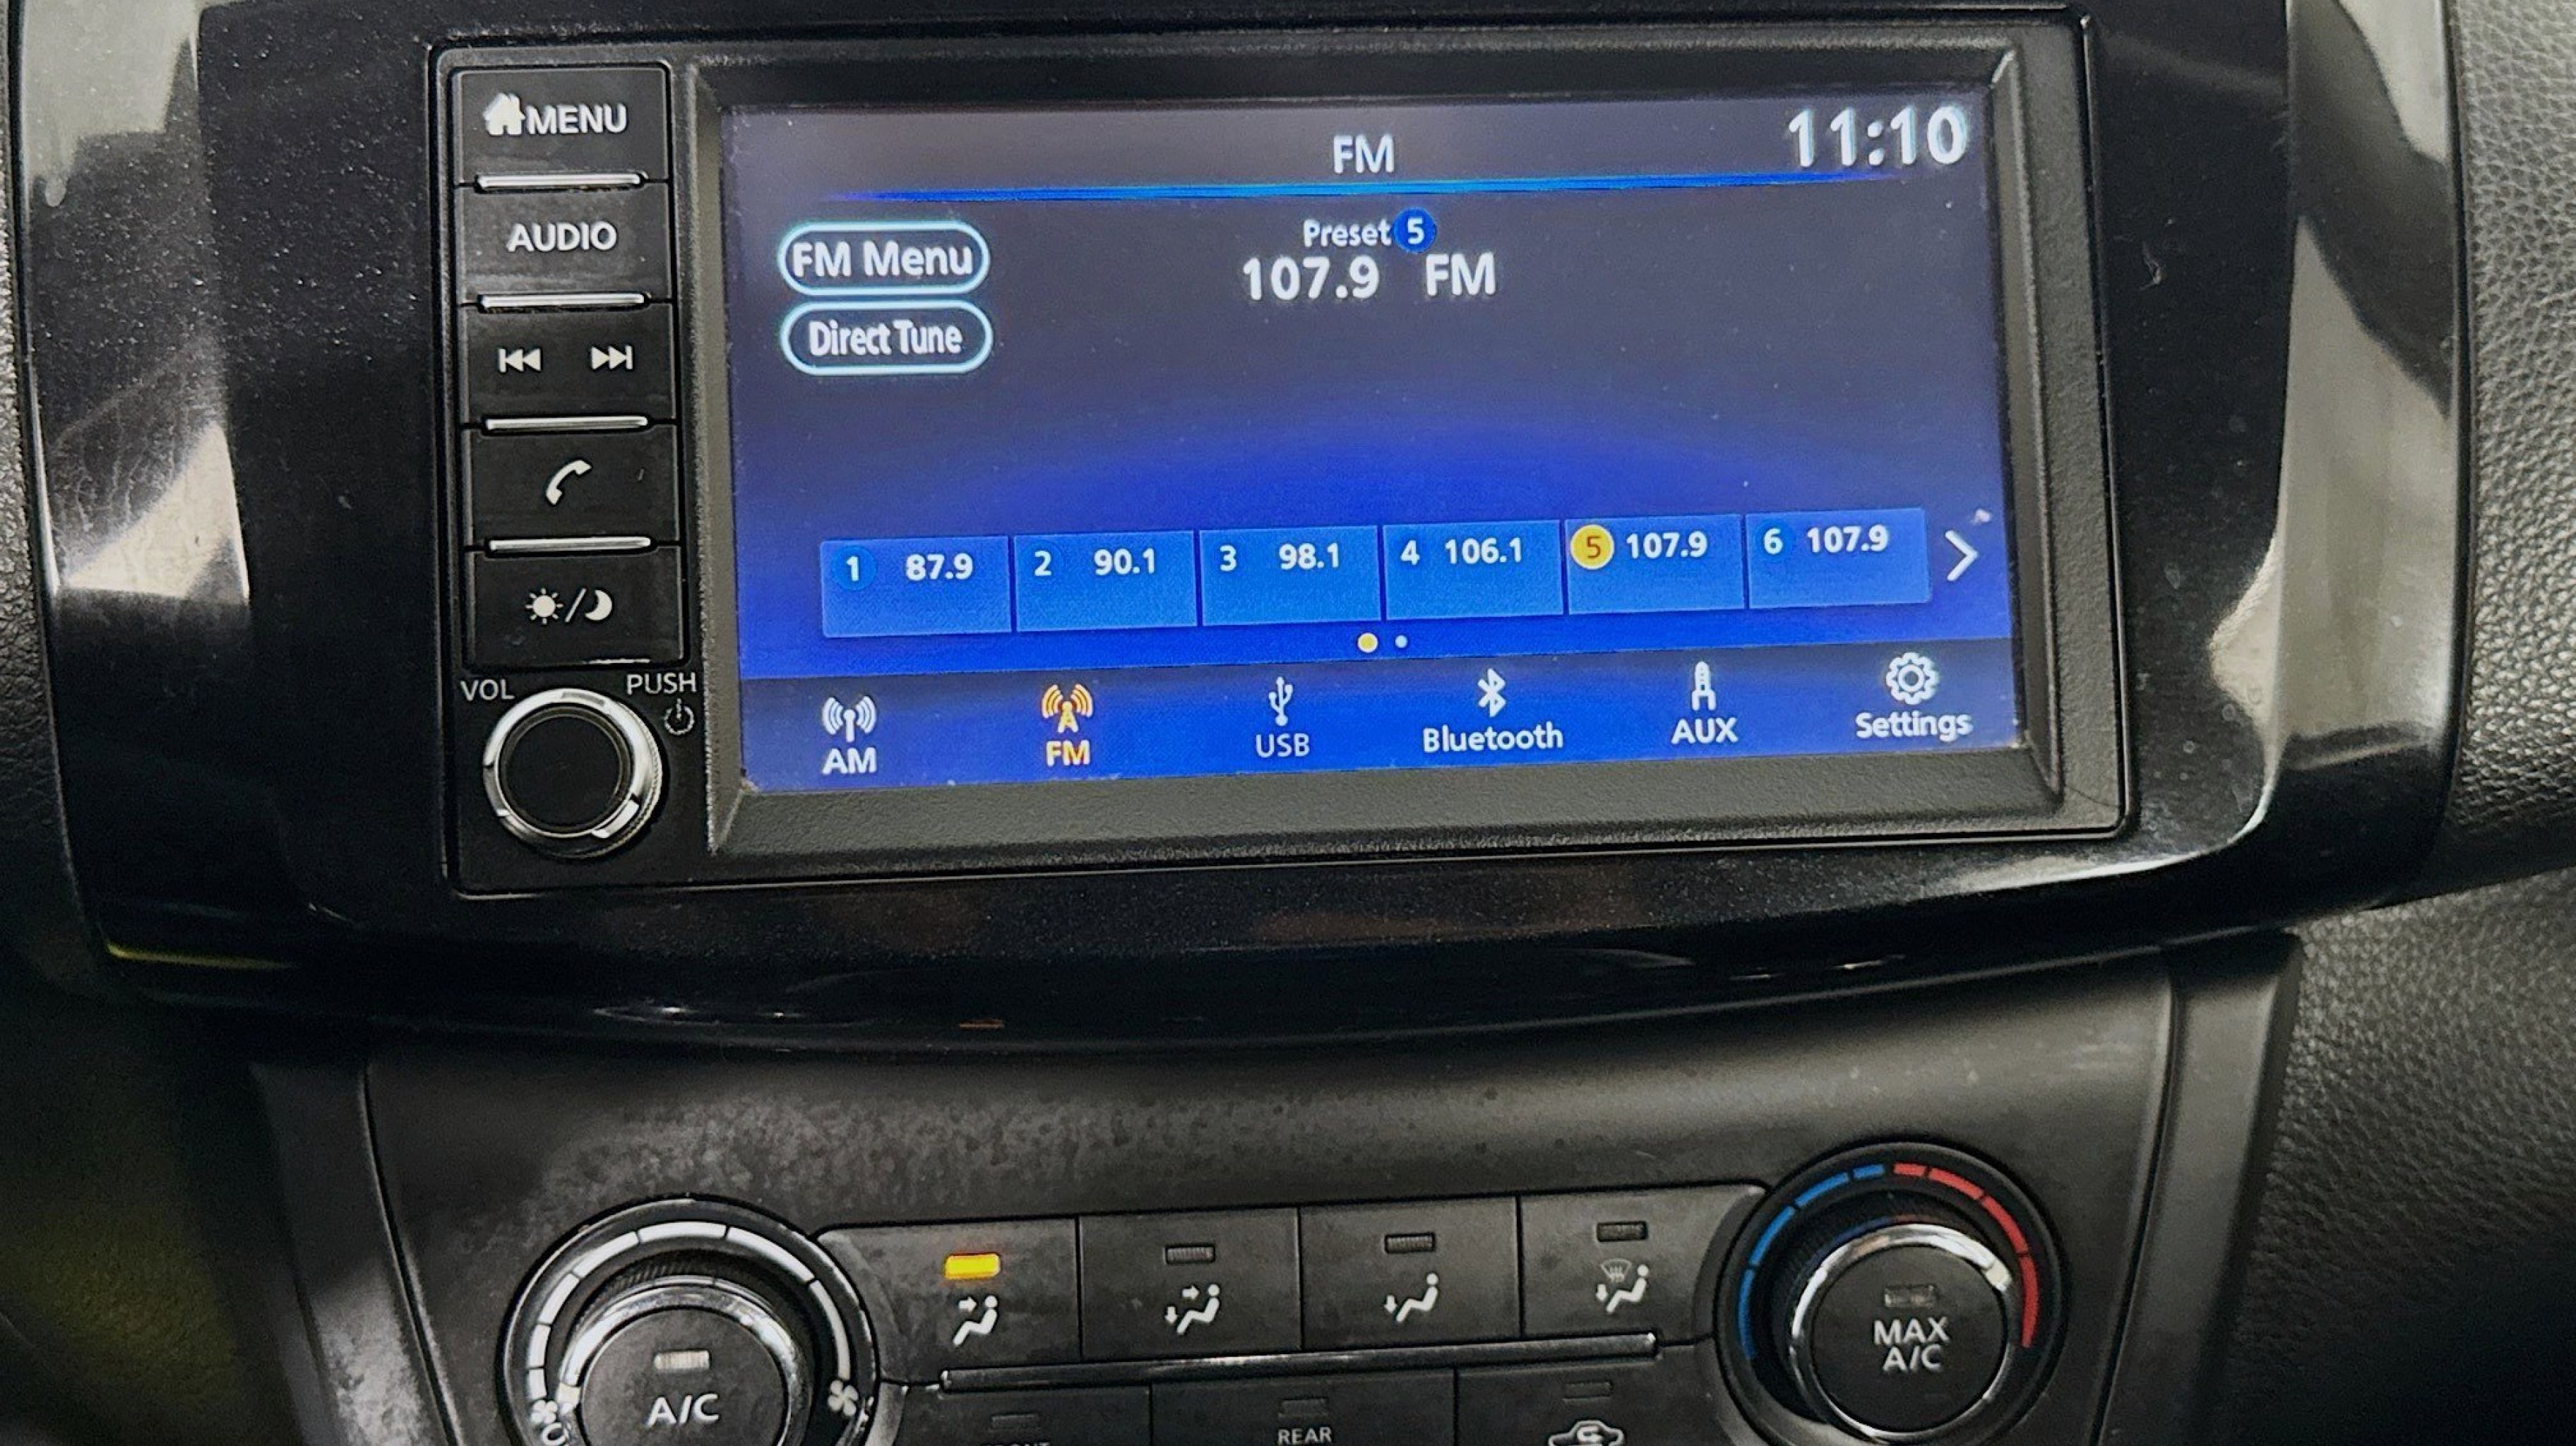 MENU
AUDIO
VOL PUSH
FM 11:10
FM Menu
Direct Tune
Preset 5
107.9 FM
1 87.9 2 90.1 3 98.1 4 106.1 5 107.9 6 107.9
AM FM USB Bluetooth AUX Settings
A/C
MAX
A/C
REAR